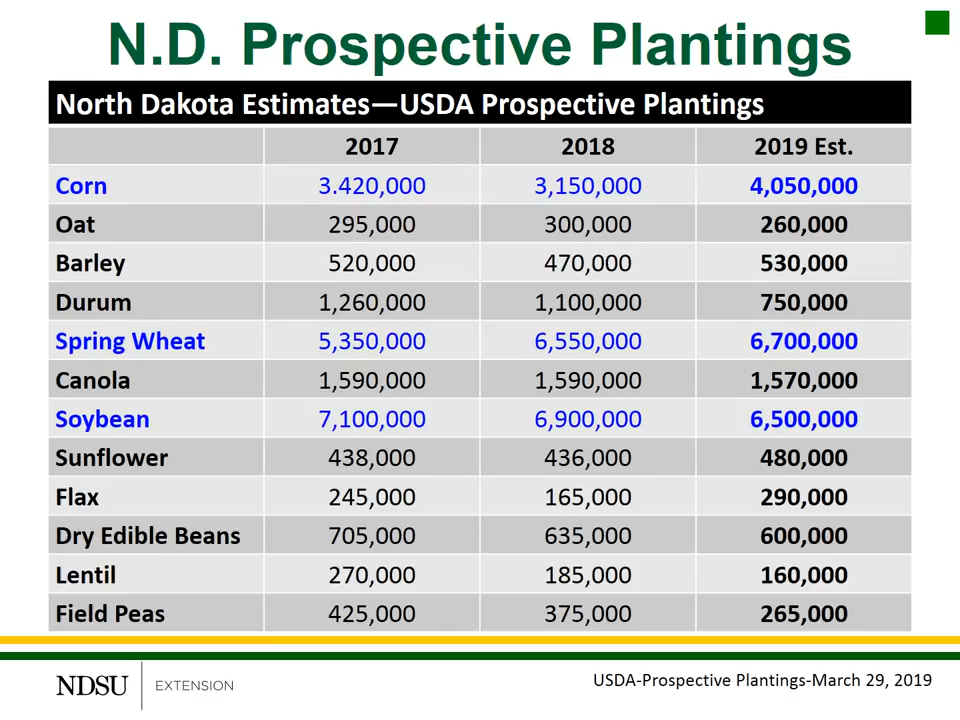 N.D. Prospective Plantings
North Dakota Estimates—USDA Prospective Plantings
2017 2018 2019 Est.
Corn 3.420,000 3,150,000 4,050,000
Oat 295,000 300,000 260,000
Barley 520,000 470,000 530,000
Durum 1,260,000 1,100,000 750,000
Spring Wheat 5,350,000 6,550,000 6,700,000
Canola 1,590,000 1,590,000 1,570,000
Soybean 7,100,000 6,900,000 6,500,000
Sunflower 438,000 436,000 480,000
Flax 245,000 165,000 290,000
Dry Edible Beans 705,000 635,000 600,000
Lentil 270,000 185,000 160,000
Field Peas 425,000 375,000 265,000
NDSU EXTENSION
USDA-Prospective Plantings-March 29, 2019